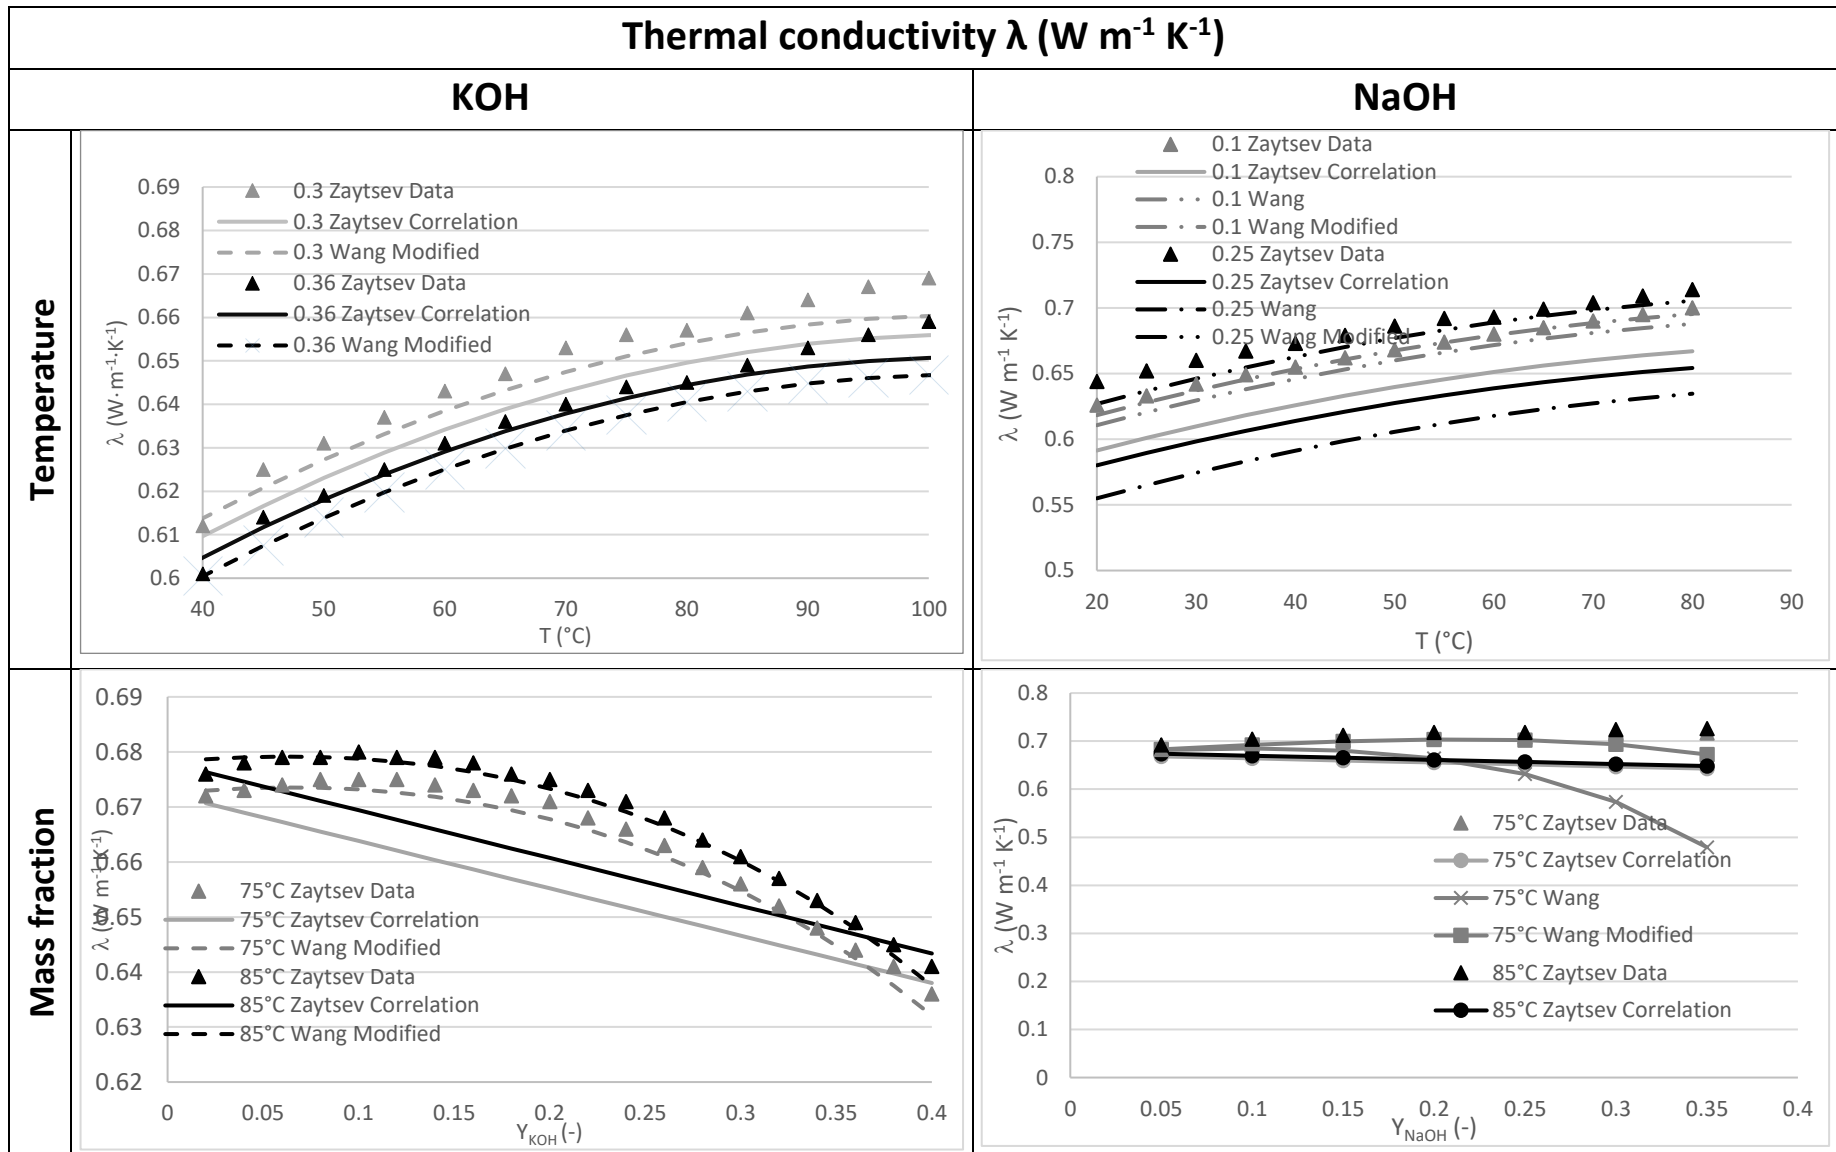 Thermal conductivity λ (W m⁻¹ K⁻¹)
KOH
NaOH
Temperature
0.69
0.68
0.67
0.66
0.65
0.64
0.63
0.62
0.61
0.6
λ (W·m⁻¹·K⁻¹)
0.3 Zaytsev Data
0.3 Zaytsev Correlation
0.3 Wang Modified
0.36 Zaytsev Data
0.36 Zaytsev Correlation
0.36 Wang Modified
40 50 60 70 80 90 100
T (°C)
0.8
0.75
0.7
0.65
0.6
0.55
0.5
λ (W m⁻¹ K⁻¹)
0.1 Zaytsev Data
0.1 Zaytsev Correlation
0.1 Wang
0.1 Wang Modified
0.25 Zaytsev Data
0.25 Zaytsev Correlation
0.25 Wang
0.25 Wang Modified
20 30 40 50 60 70 80 90
T (°C)
Mass fraction
0.69
0.68
0.67
0.66
0.65
0.64
0.63
0.62
λ (W m⁻¹ K⁻¹)
75°C Zaytsev Data
75°C Zaytsev Correlation
75°C Wang Modified
85°C Zaytsev Data
85°C Zaytsev Correlation
85°C Wang Modified
0 0.05 0.1 0.15 0.2 0.25 0.3 0.35 0.4
Y_KOH (-)
0.8
0.7
0.6
0.5
0.4
0.3
0.2
0.1
0
λ (W m⁻¹ K⁻¹)
75°C Zaytsev Data
75°C Zaytsev Correlation
75°C Wang
75°C Wang Modified
85°C Zaytsev Data
85°C Zaytsev Correlation
0 0.05 0.1 0.15 0.2 0.25 0.3 0.35 0.4
Y_NaOH (-)